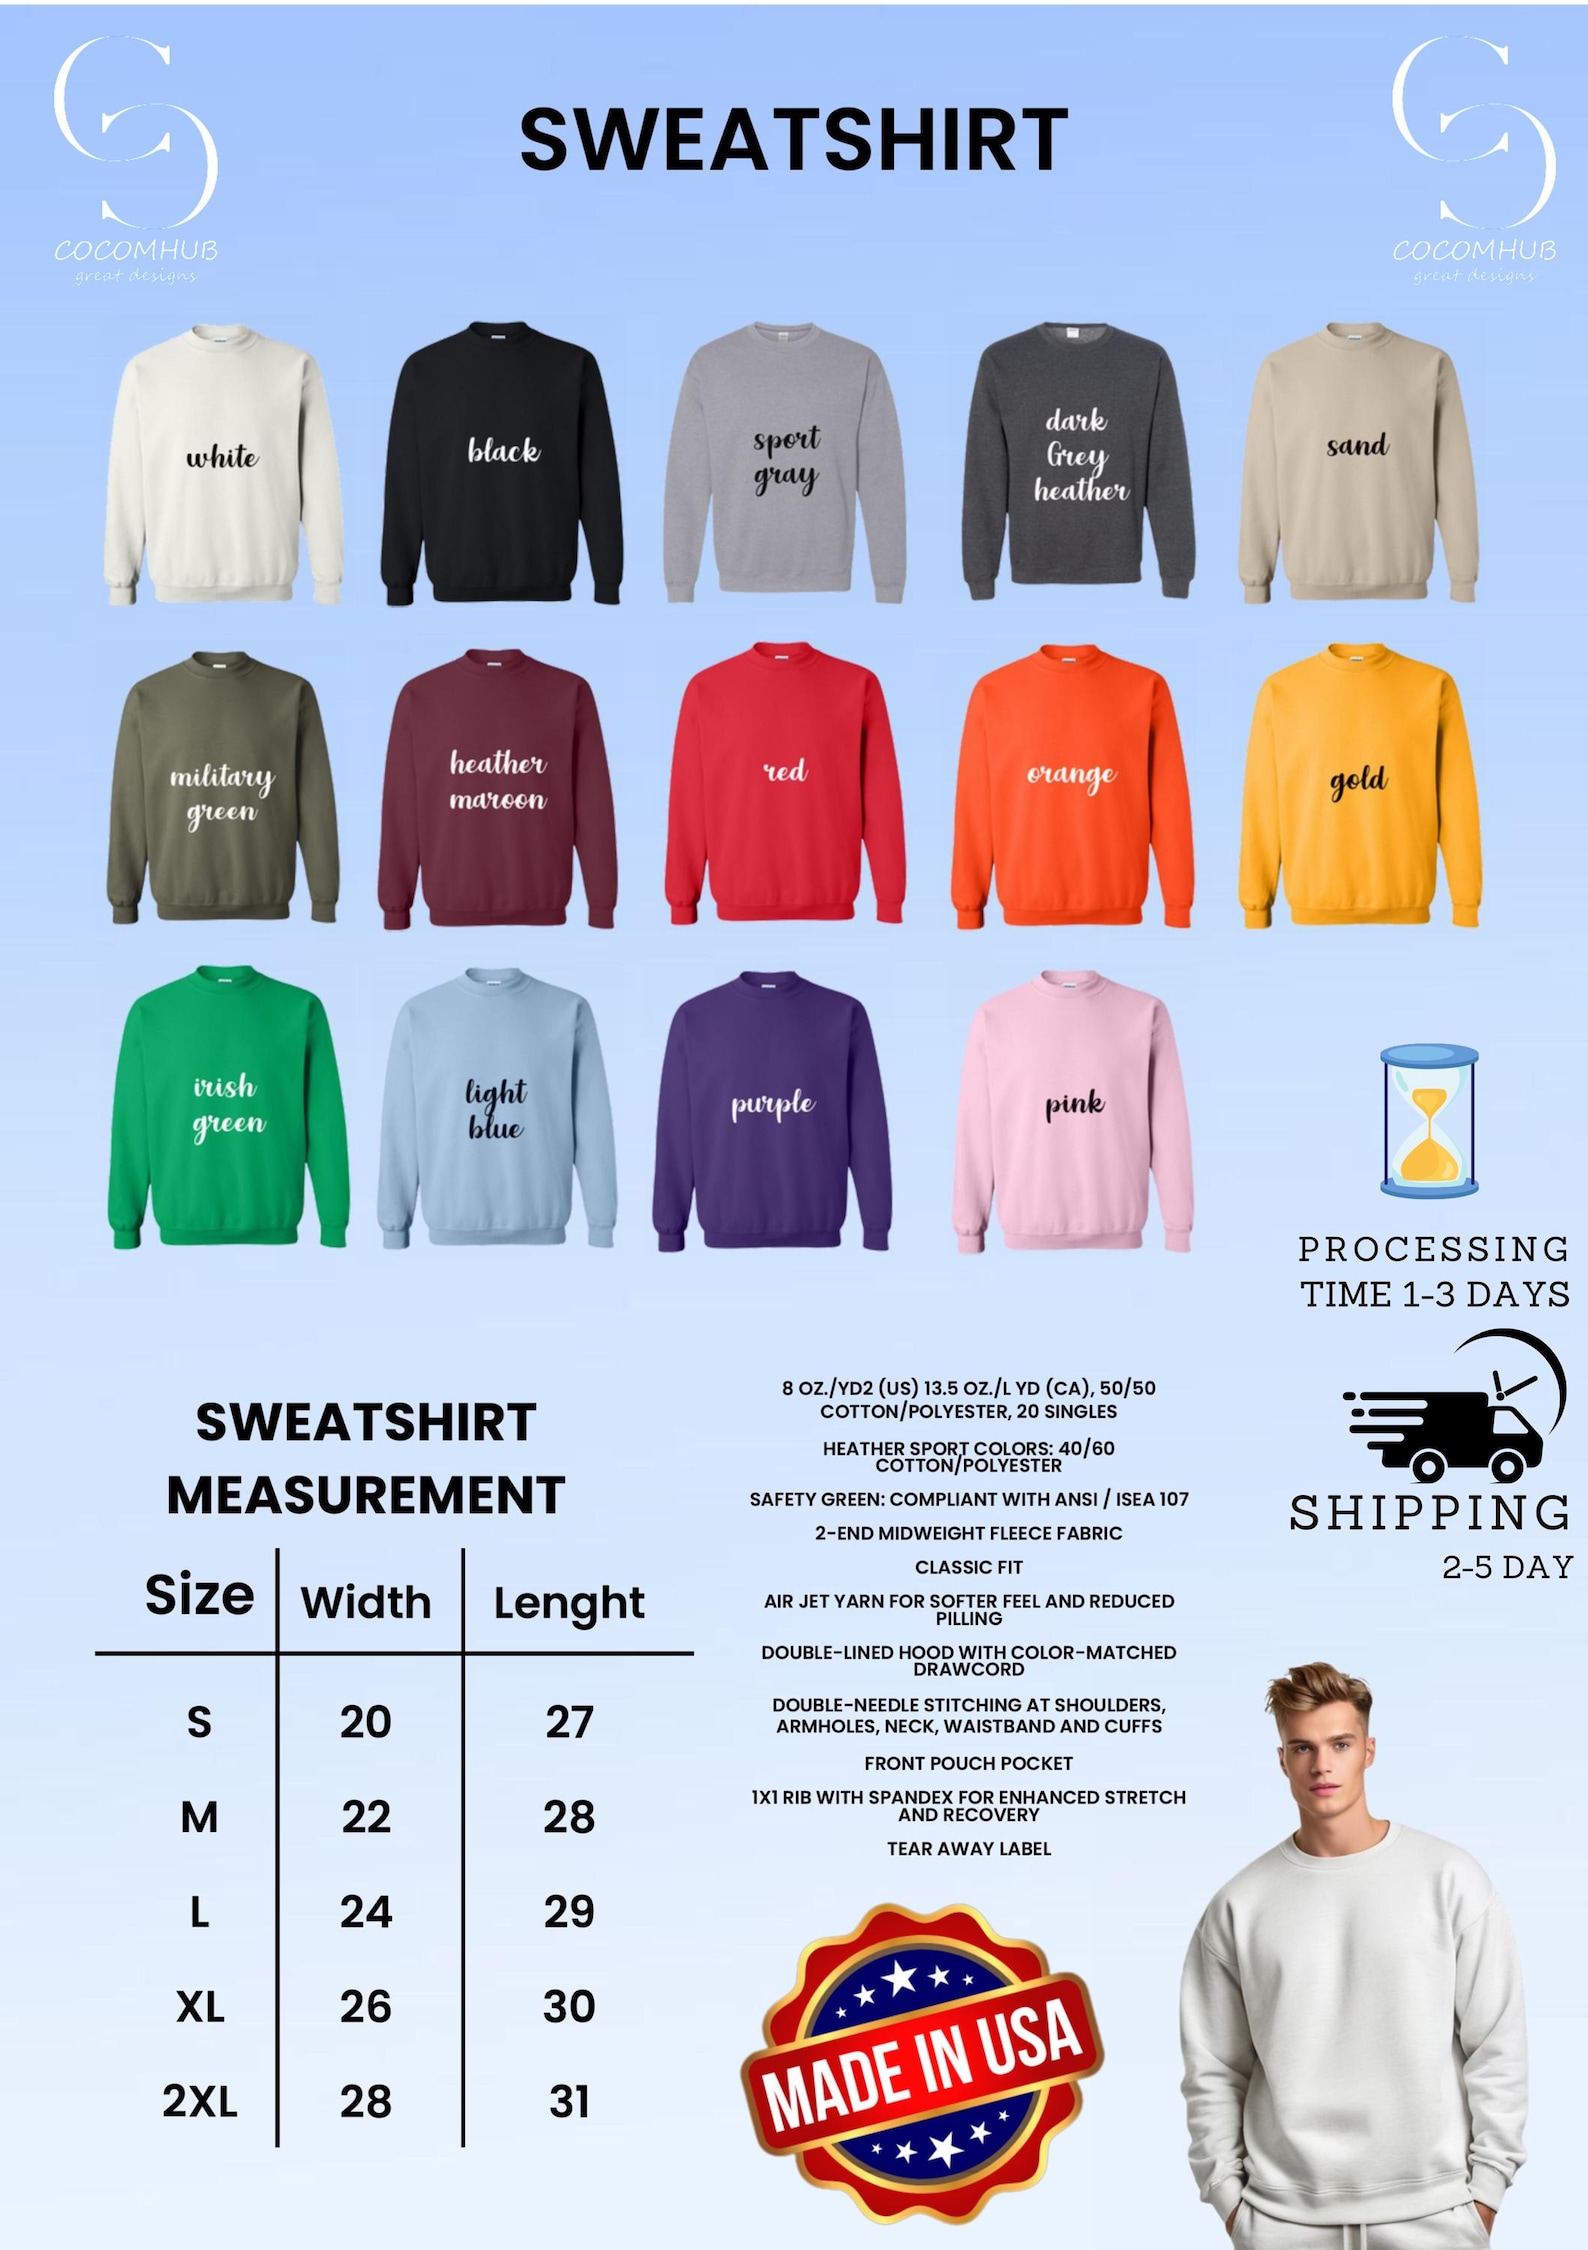 COCOMHUB
great designs
SWEATSHIRT
COCOMHUB
great designs
white
black
sport
gray
dark
Grey
heather
sand
military
green
heather
maroon
red
orange
gold
irish
green
light
blue
purple
pink
PROCESSING
TIME 1-3 DAYS
SHIPPING
2-5 DAY
SWEATSHIRT
MEASUREMENT
Size Width Lenght
S 20 27
M 22 28
L 24 29
XL 26 30
2XL 28 31
8 OZ./YD2 (US) 13.5 OZ./L YD (CA), 50/50
COTTON/POLYESTER, 20 SINGLES
HEATHER SPORT COLORS: 40/60
COTTON/POLYESTER
SAFETY GREEN: COMPLIANT WITH ANSI / ISEA 107
2-END MIDWEIGHT FLEECE FABRIC
CLASSIC FIT
AIR JET YARN FOR SOFTER FEEL AND REDUCED
PILLING
DOUBLE-LINED HOOD WITH COLOR-MATCHED
DRAWCORD
DOUBLE-NEEDLE STITCHING AT SHOULDERS,
ARMHOLES, NECK, WAISTBAND AND CUFFS
FRONT POUCH POCKET
1X1 RIB WITH SPANDEX FOR ENHANCED STRETCH
AND RECOVERY
TEAR AWAY LABEL
MADE IN USA